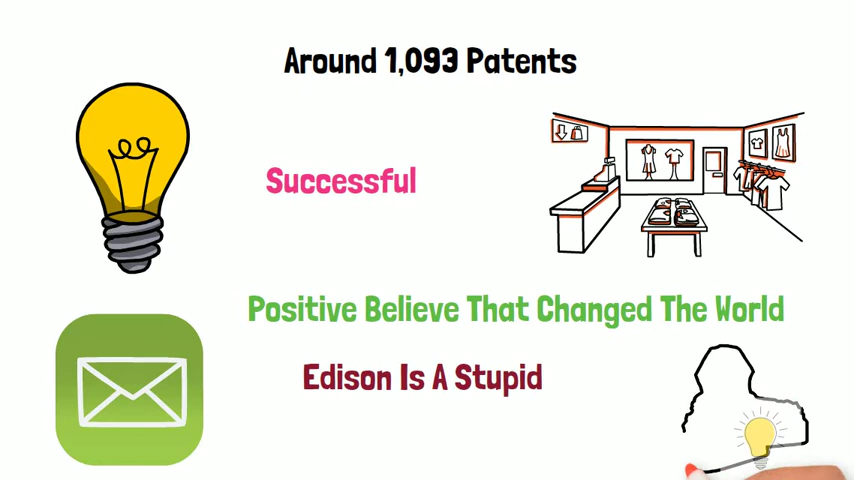 Around 1,093 Patents
Successful
Positive Believe That Changed The World
Edison Is A Stupid